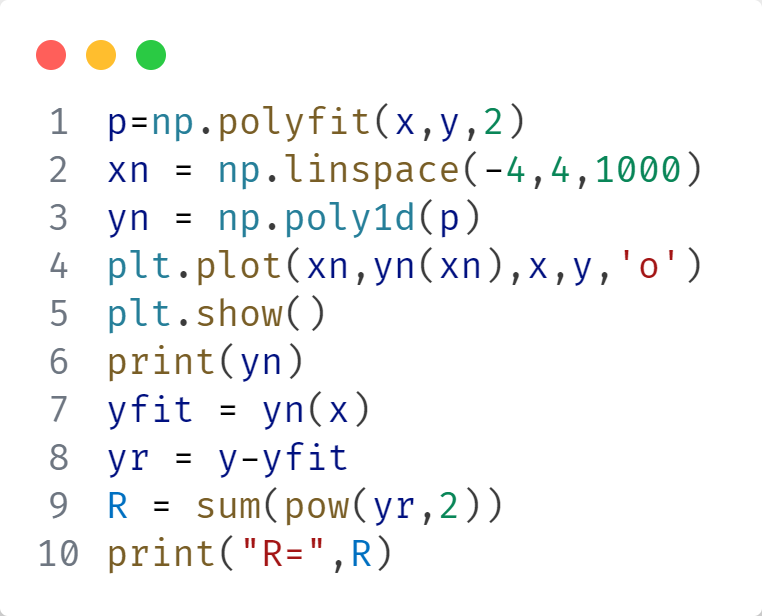 1 p=np.polyfit(x,y,2)
2 xn = np.linspace(-4,4,1000)
3 yn = np.poly1d(p)
4 plt.plot(xn,yn(xn),x,y,'o')
5 plt.show()
6 print(yn)
7 yfit = yn(x)
8 yr = y-yfit
9 R = sum(pow(yr,2))
10 print("R=",R)